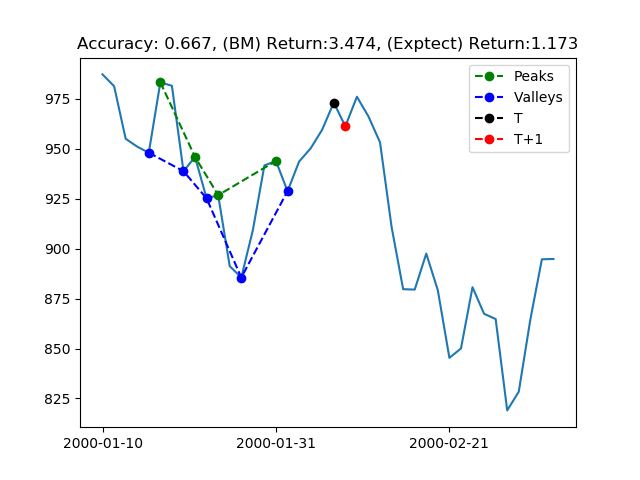 Accuracy: 0.667, (BM) Return:3.474, (Exptect) Return:1.173
Peaks
Valleys
T
T+1
975
950
925
900
875
850
825
2000-01-10
2000-01-31
2000-02-21